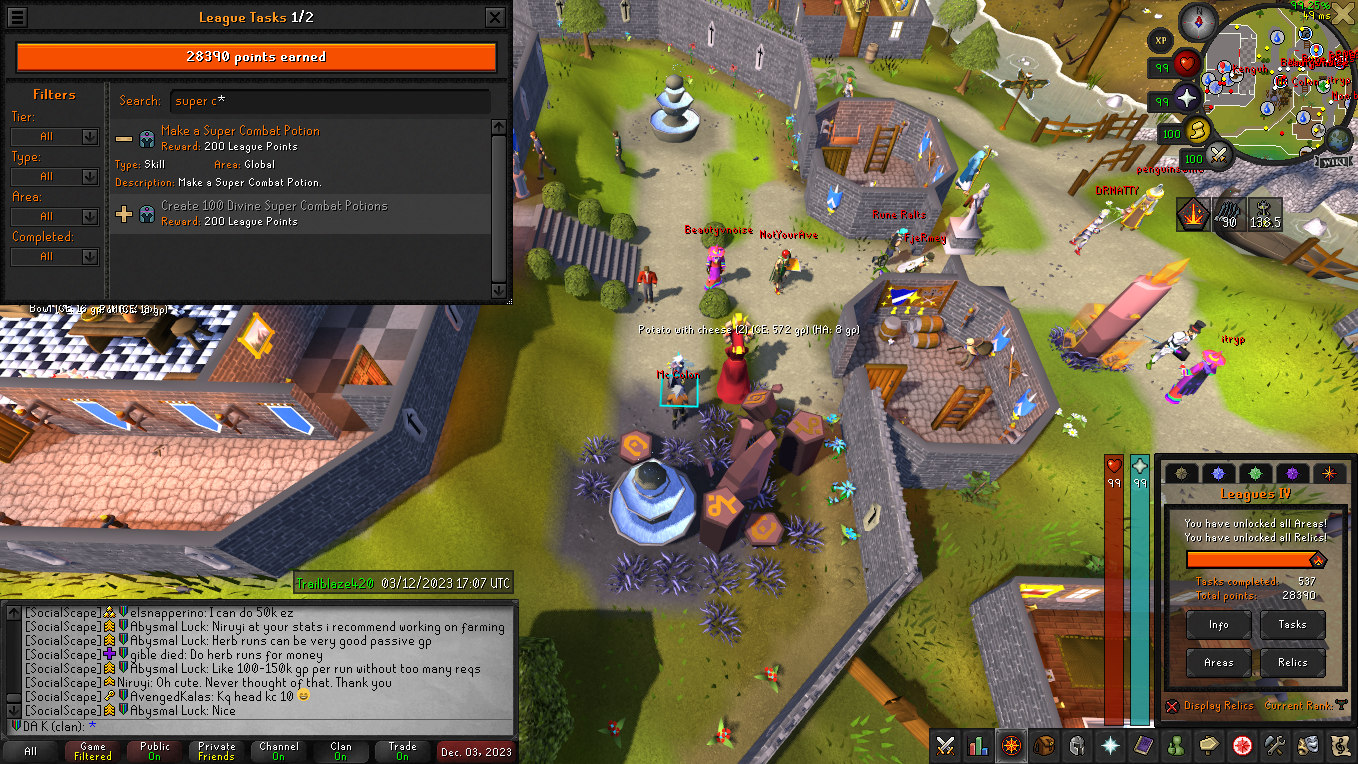 League Tasks 1/2
28390 points earned
Filters
Search: super c*
Tier:
All
Type:
All
Area:
All
Completed:
All
Make a Super Combat Potion
Reward: 200 League Points
Type: Skill Area: Global
Description: Make a Super Combat Potion.
Create 100 Divine Super Combat Potions
Reward: 200 League Points
49 ms
XP
99
99
100
100
WIKI
N
DRMATTY
90
138.5
Rune Rolts
BeautyVnoise
NotYourAve
Potato with cheese (2) (GE: 572 gp) (HA: 8 gp)
Trailblaze420 03/12/2023 17:07 UTC
[SocialScape] elsnapperino: I can do 50k ez
[SocialScape] Abysmal Luck: Niruyi at your stats i recommend working on farming
[SocialScape] Abysmal Luck: Herb runs can be very good passive gp
[SocialScape] gible died: Do herb runs for money
[SocialScape] Abysmal Luck: Like 100-150k gp per run without too many reqs
[SocialScape] Niruyi: Oh cute. Never thought of that. Thank you
[SocialScape] AvengedKalas: Kq head kc 10
[SocialScape] Abysmal Luck: Nice
DA K (clan): *
All
Game
Filtered
Public
On
Private
Friends
Channel
On
Clan
On
Trade
On
Dec. 03, 2023
99
99
Leagues IV
You have unlocked all Areas!
You have unlocked all Relics!
Tasks completed: 537
Total points: 28390
Info
Tasks
Areas
Relics
Display Relics
Current Rank: